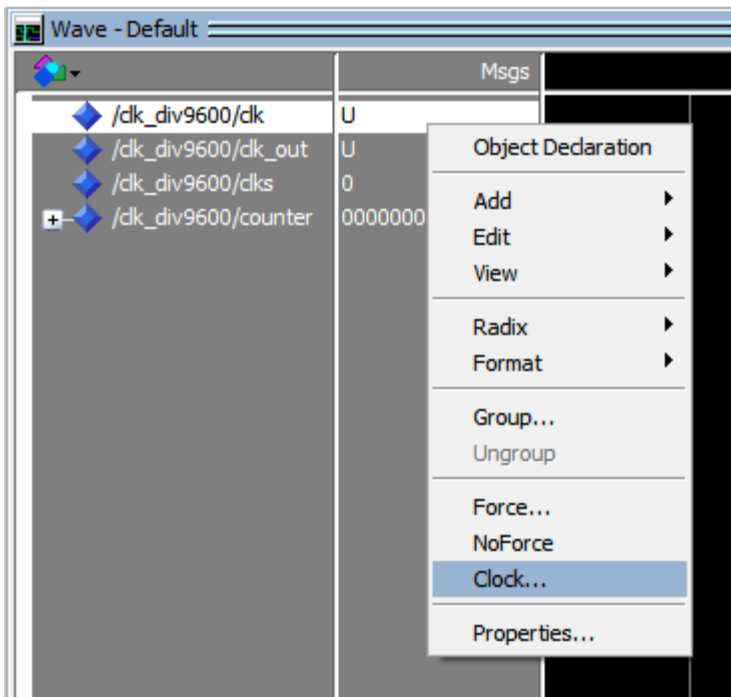 Wave - Default
Msgs
/clk_div9600/clk U
/clk_div9600/clk_out U
/clk_div9600/clks 0
/clk_div9600/counter 0000000
Object Declaration
Add
Edit
View
Radix
Format
Group...
Ungroup
Force...
NoForce
Clock...
Properties...